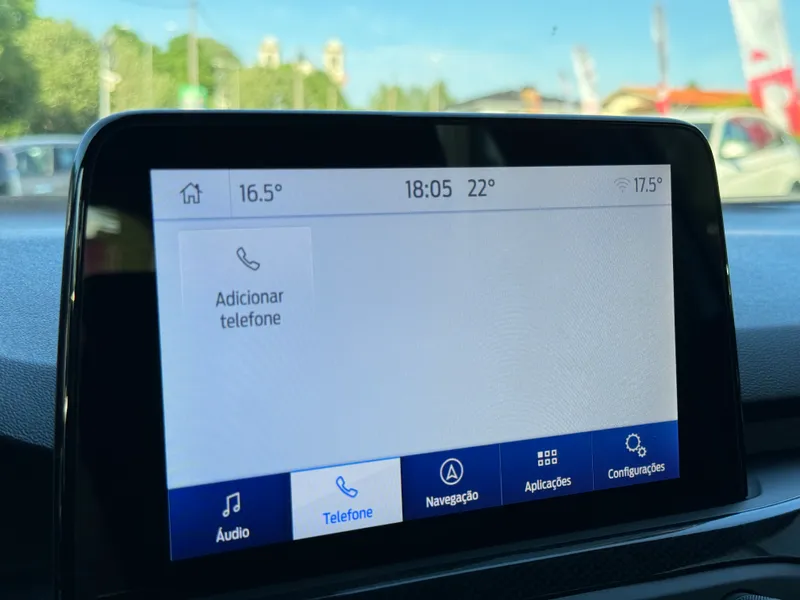 16.5° 18:05 22° 17.5°
Adicionar
telefone
Áudio Telefone Navegação Aplicações Configurações